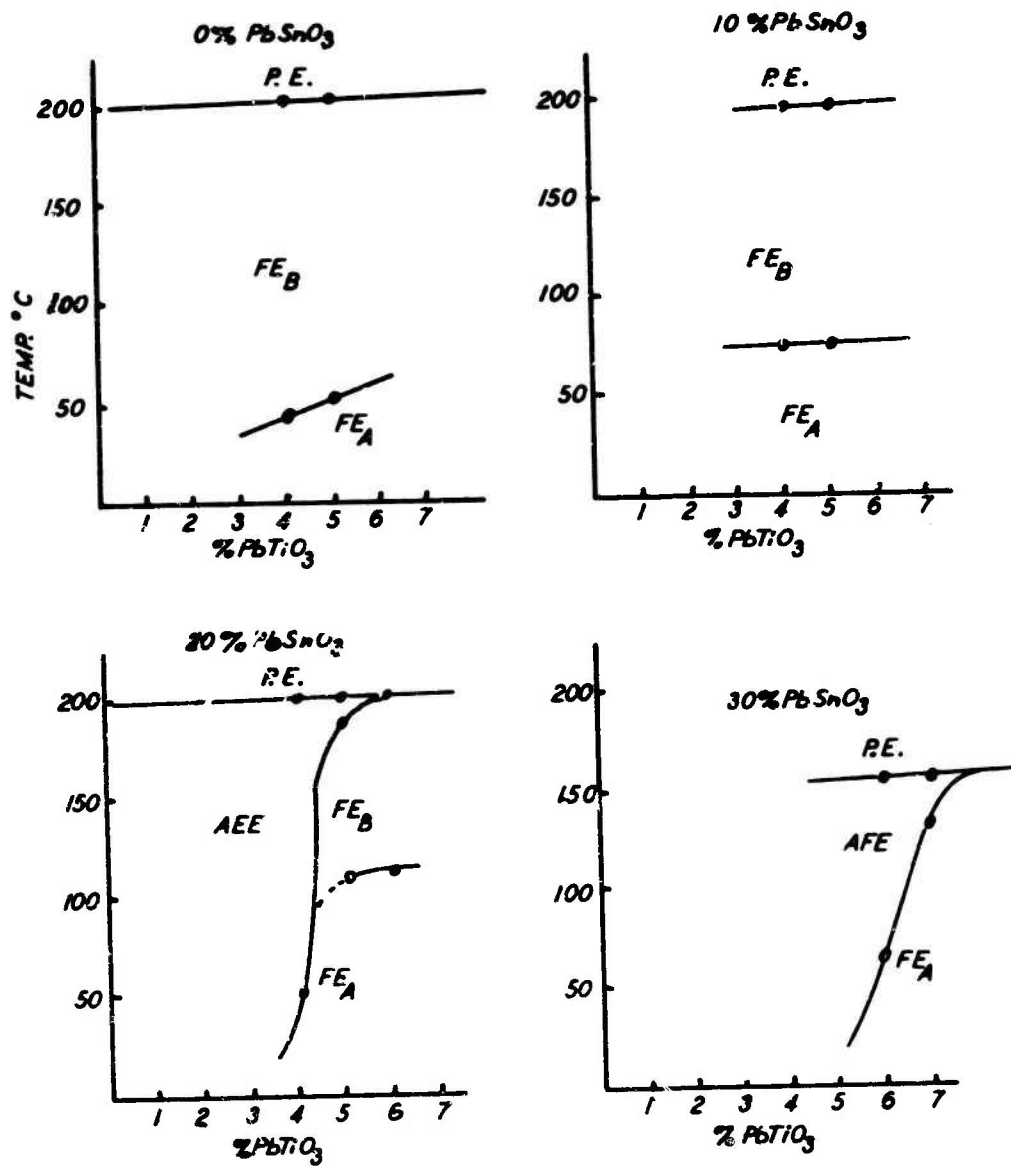 0% PbSnO3
P.E.
200
150
100
50
TEMP. °C
FEB
FEA
1 2 3 4 5 6 7
% PbTiO3
10% PbSnO3
P.E.
200
150
100
50
FEB
FEA
1 2 3 4 5 6 7
% PbTiO3
20% PbSnO3
P.E.
200
150
100
50
AEE
FEB
FEA
1 2 3 4 5 6 7
% PbTiO3
30% PbSnO3
P.E.
200
150
100
50
AFE
FEA
1 2 3 4 5 6 7
% PbTiO3